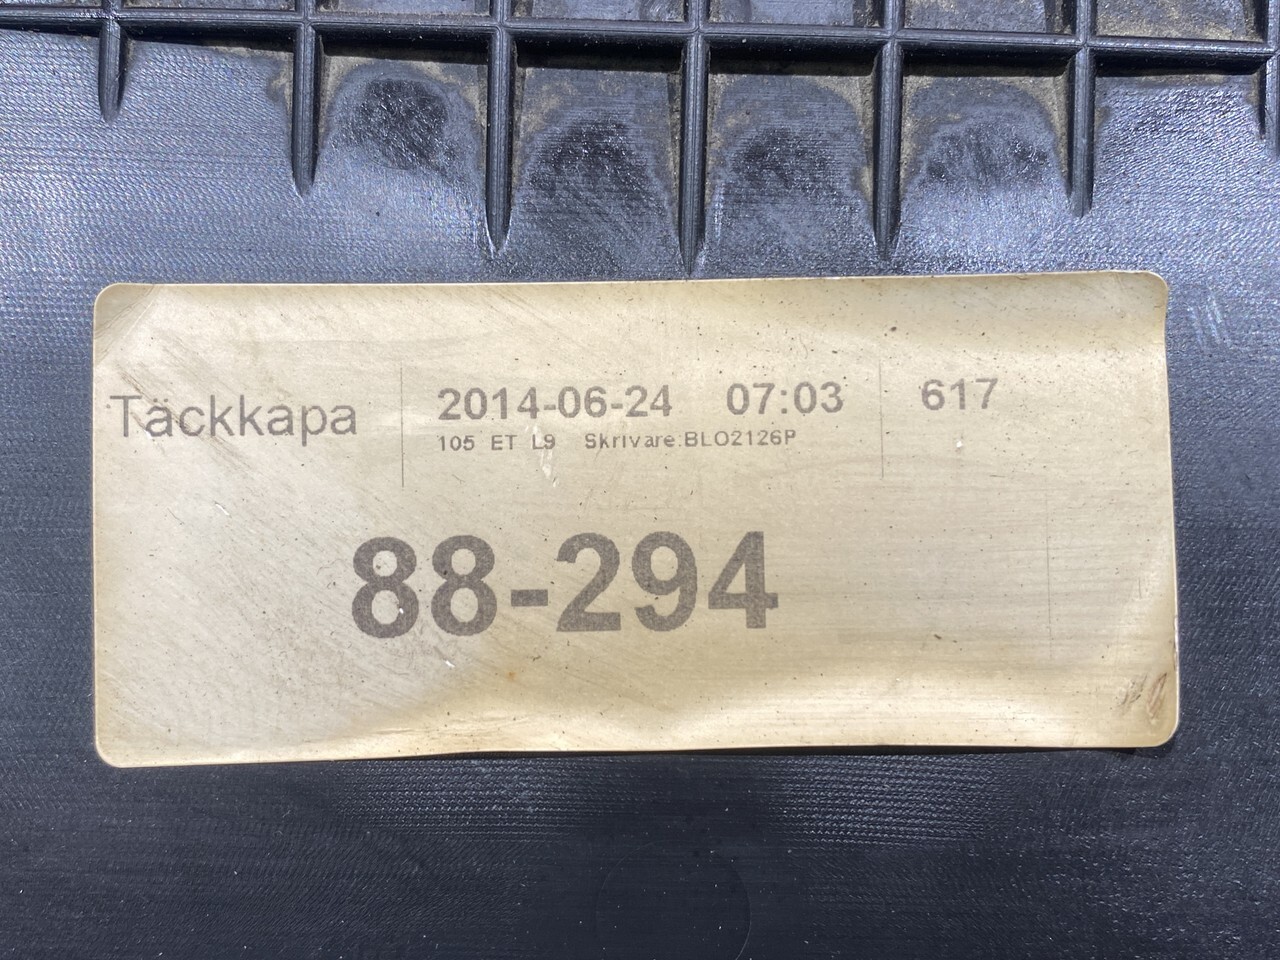 Täckkapa
2014-06-24 07:03
617
105 ET L9 Skrivare:BLO2126P
88-294